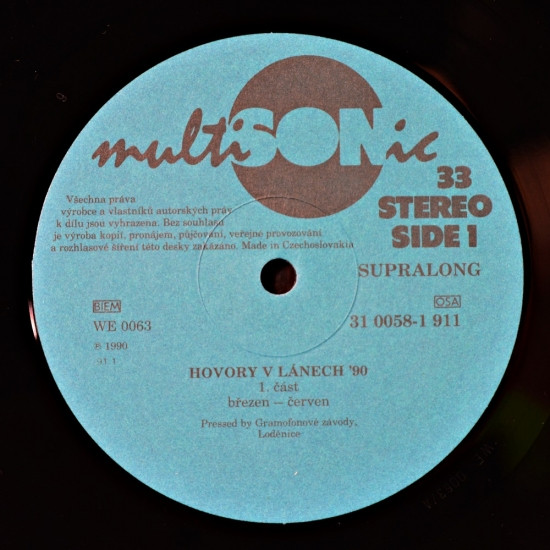 multiSONic
33
STEREO
SIDE 1
Všechna práva
výrobce a vlastníků autorských práv
k dílu jsou vyhrazena. Bez souhlasu
je výroba kopií, pronájem, půjčování, veřejné provozování
a rozhlasové šíření této desky zakázáno. Made in Czechoslovakia
SUPRALONG
BIEM
OSA
WE 0063
31 0058-1 911
℗ 1990
91 1
HOVORY V LÁNECH '90
1. část
březen — červen
Pressed by Gramofonové závody,
Loděnice